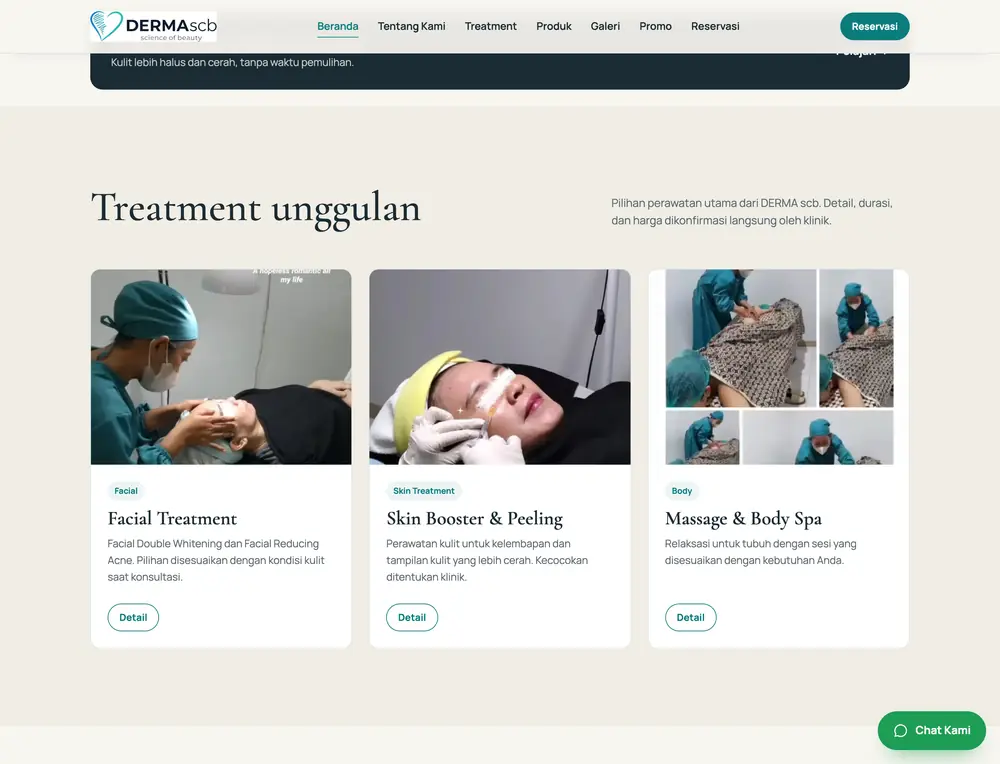 DERMAscb
science of beauty
Beranda
Tentang Kami
Treatment
Produk
Galeri
Promo
Reservasi
Reservasi
Kulit lebih halus dan cerah, tanpa waktu pemulihan.
Treatment unggulan
Pilihan perawatan utama dari DERMA scb. Detail, durasi,
dan harga dikonfirmasi langsung oleh klinik.
A hopeless romantic all
my life
Facial
Facial Treatment
Facial Double Whitening dan Facial Reducing
Acne. Pilihan disesuaikan dengan kondisi kulit
saat konsultasi.
Detail
Skin Treatment
Skin Booster & Peeling
Perawatan kulit untuk kelembapan dan
tampilan kulit yang lebih cerah. Kecocokan
ditentukan klinik.
Detail
Body
Massage & Body Spa
Relaksasi untuk tubuh dengan sesi yang
disesuaikan dengan kebutuhan Anda.
Detail
Chat Kami